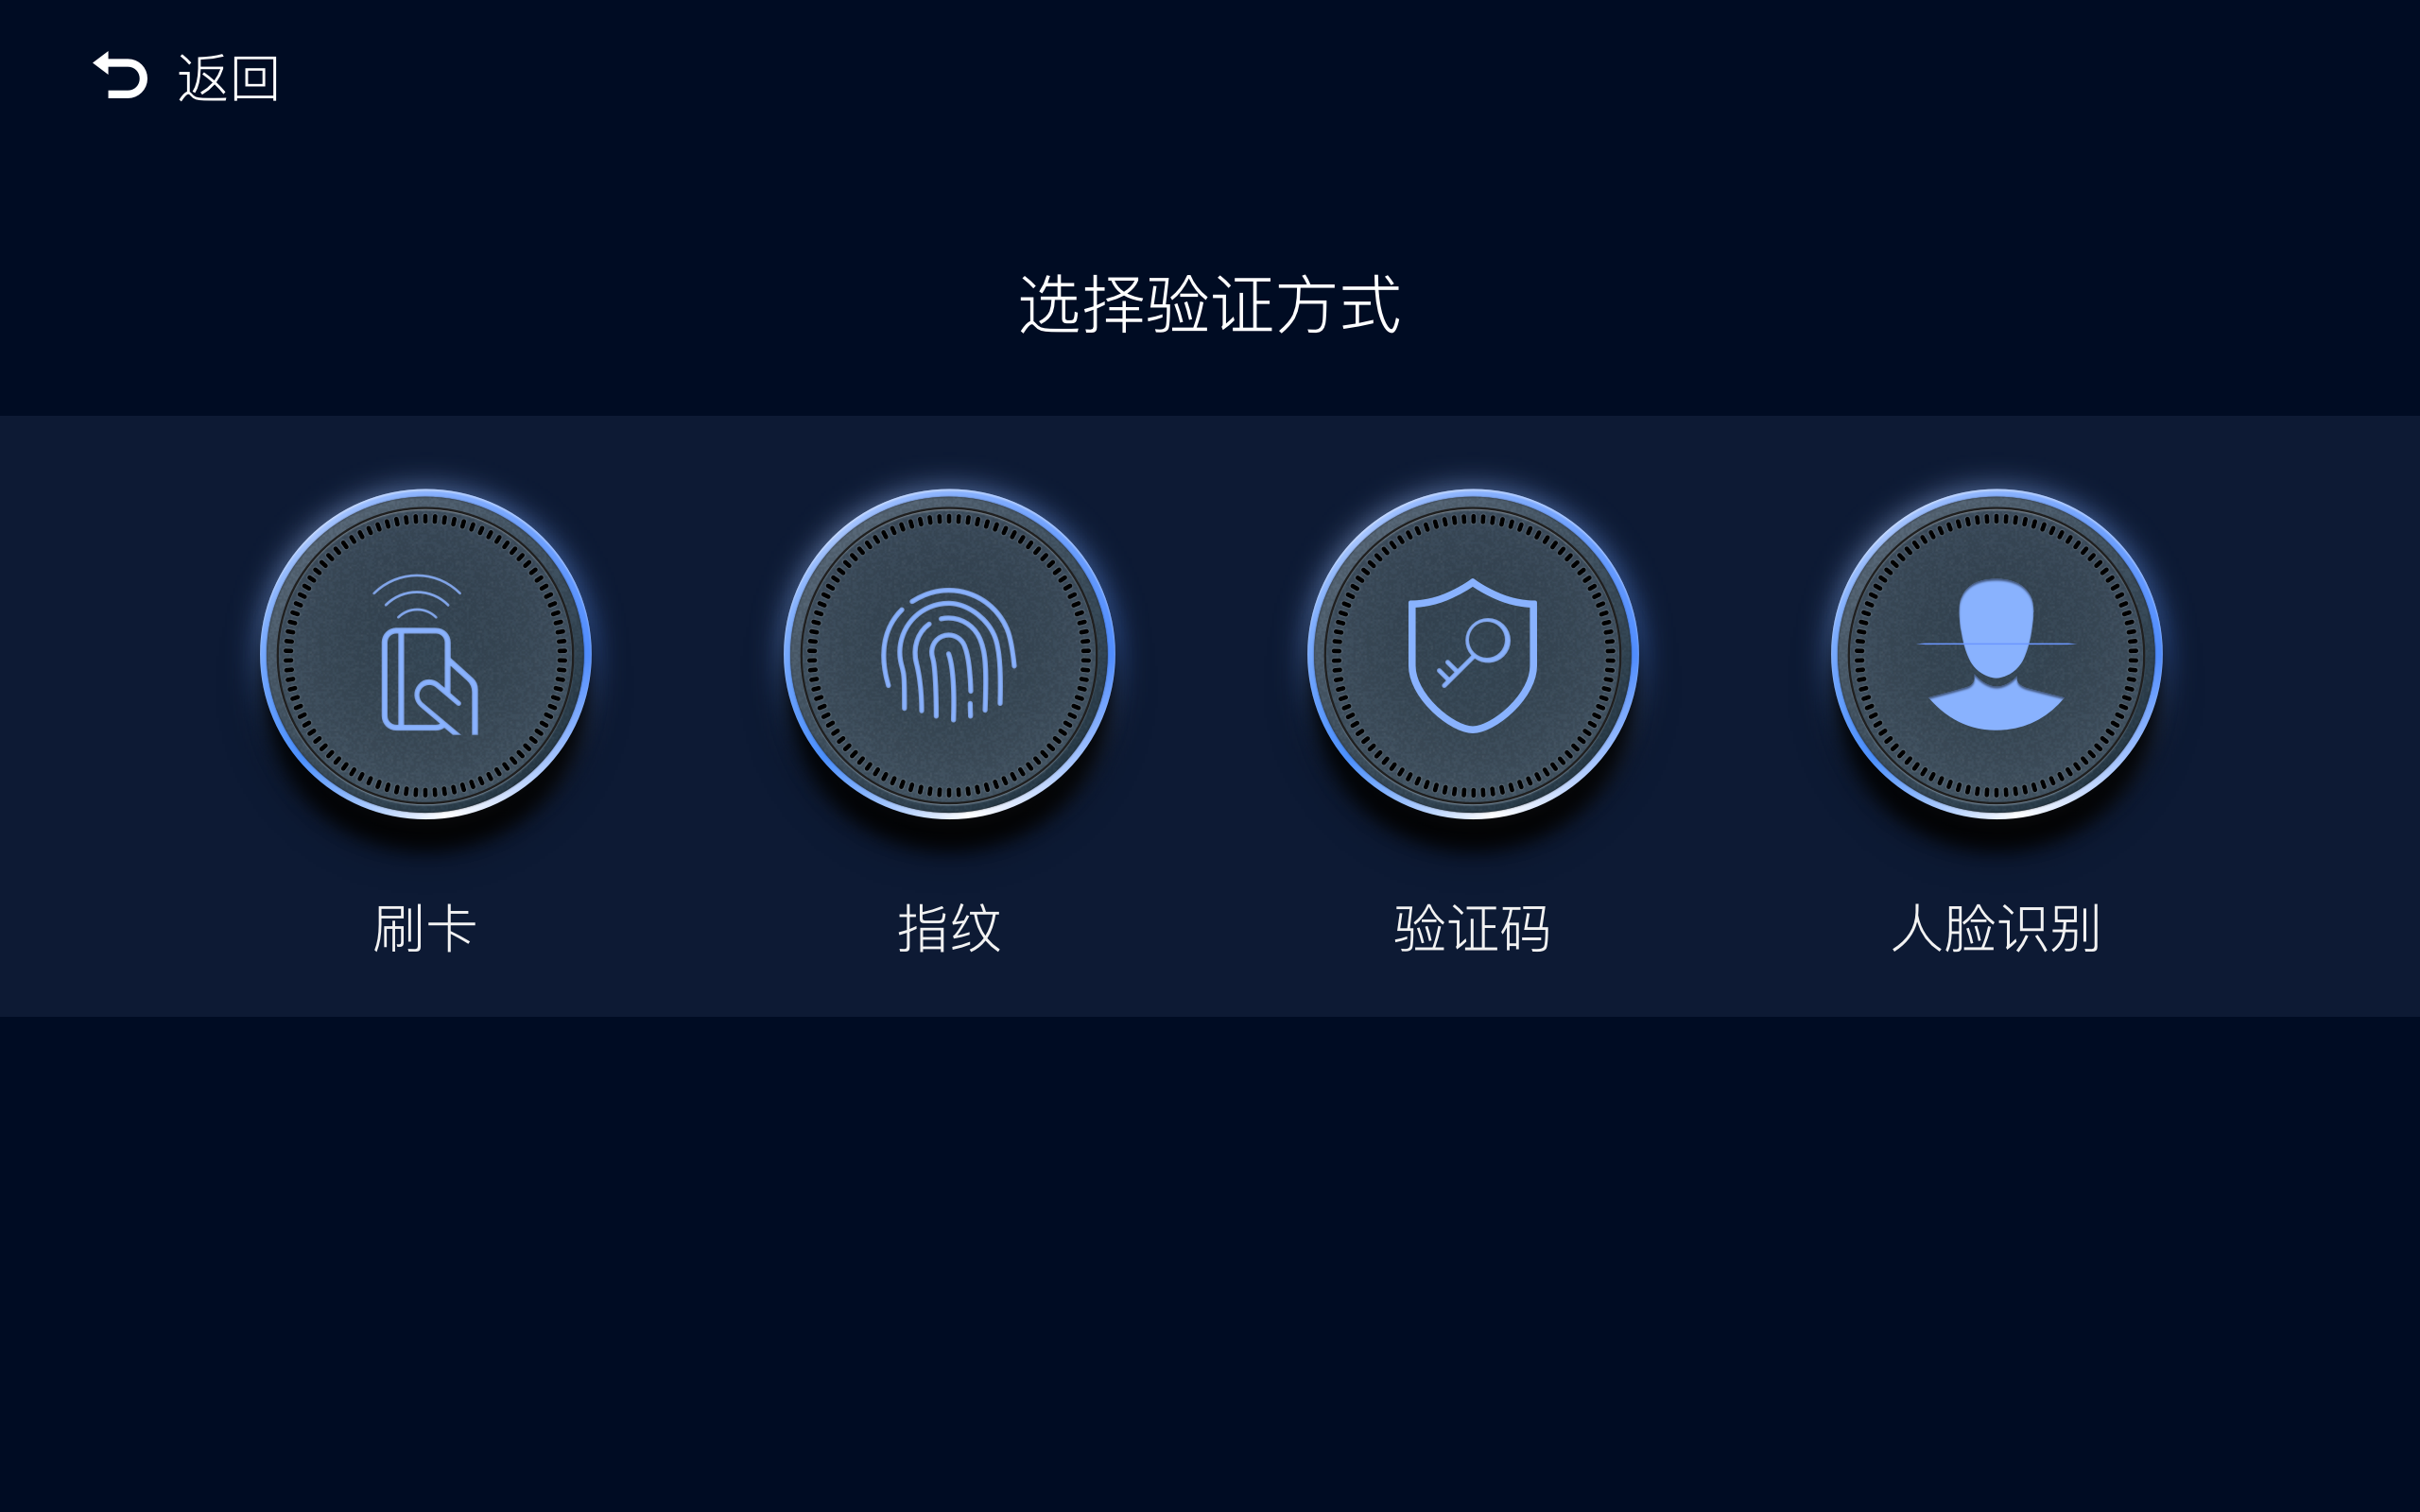 返回
选择验证方式
刷卡
指纹
验证码
人脸识别